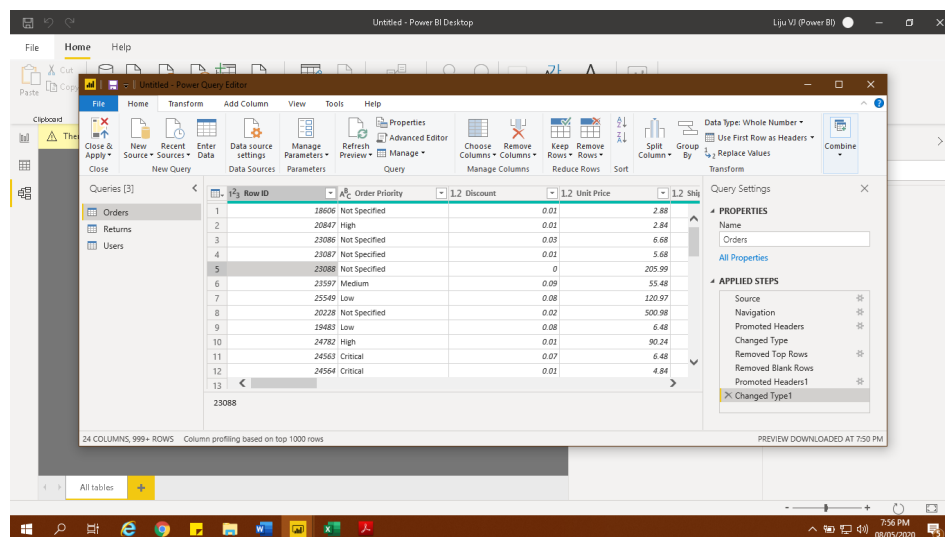 Untitled - Power BI Desktop
Liju VJ (Power BI)
File Home Help
Cut
Copy
Paste
Clipboard
Untitled - Power Query Editor
File Home Transform Add Column View Tools Help
Close & Apply
New Source
Recent Sources
Enter Data
Data source settings
Manage Parameters
Refresh Preview
Properties
Advanced Editor
Manage
Choose Columns
Remove Columns
Keep Rows
Remove Rows
Split Column
Group By
Data Type: Whole Number
Use First Row as Headers
Replace Values
Combine
Close New Query Data Sources Parameters Query Manage Columns Reduce Rows Sort Transform
Queries [3]
Orders
Returns
Users
Row ID Order Priority 1.2 Discount 1.2 Unit Price 1.2
1 18606 Not Specified 0.01 2.88
2 20847 High 0.01 2.84
3 23086 Not Specified 0.03 6.68
4 23087 Not Specified 0.01 5.68
5 23088 Not Specified 0 205.99
6 23597 Medium 0.09 55.48
7 25549 Low 0.08 120.97
8 20228 Not Specified 0.02 500.98
9 19483 Low 0.08 6.48
10 24782 High 0.01 90.24
11 24563 Critical 0.07 6.48
12 24564 Critical 0.01 4.84
13
23088
Query Settings
PROPERTIES
Name
Orders
All Properties
APPLIED STEPS
Source
Navigation
Promoted Headers
Changed Type
Removed Top Rows
Removed Blank Rows
Promoted Headers1
Changed Type1
24 COLUMNS, 999+ ROWS Column profiling based on top 1000 rows
PREVIEW DOWNLOADED AT 7:50 PM
All tables
7:56 PM
08/05/2020